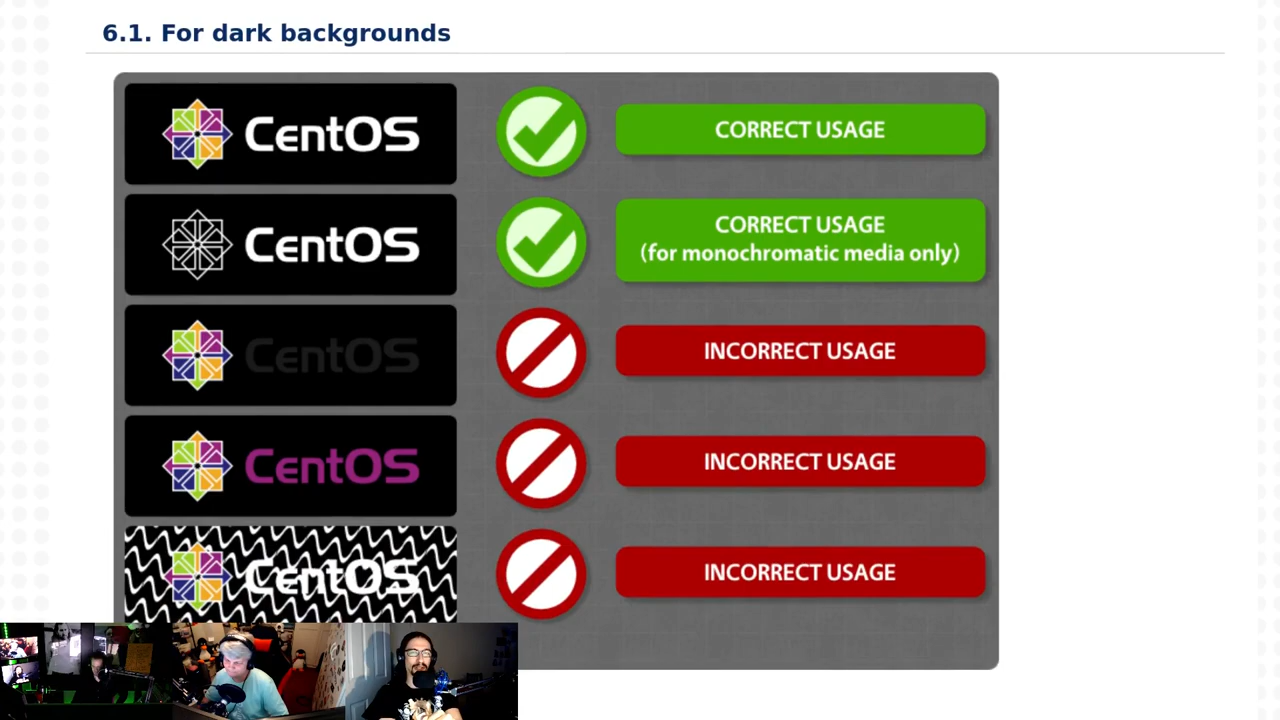 6.1. For dark backgrounds
CentOS
CORRECT USAGE
CentOS
CORRECT USAGE
(for monochromatic media only)
CentOS
INCORRECT USAGE
CentOS
INCORRECT USAGE
CentOS
INCORRECT USAGE